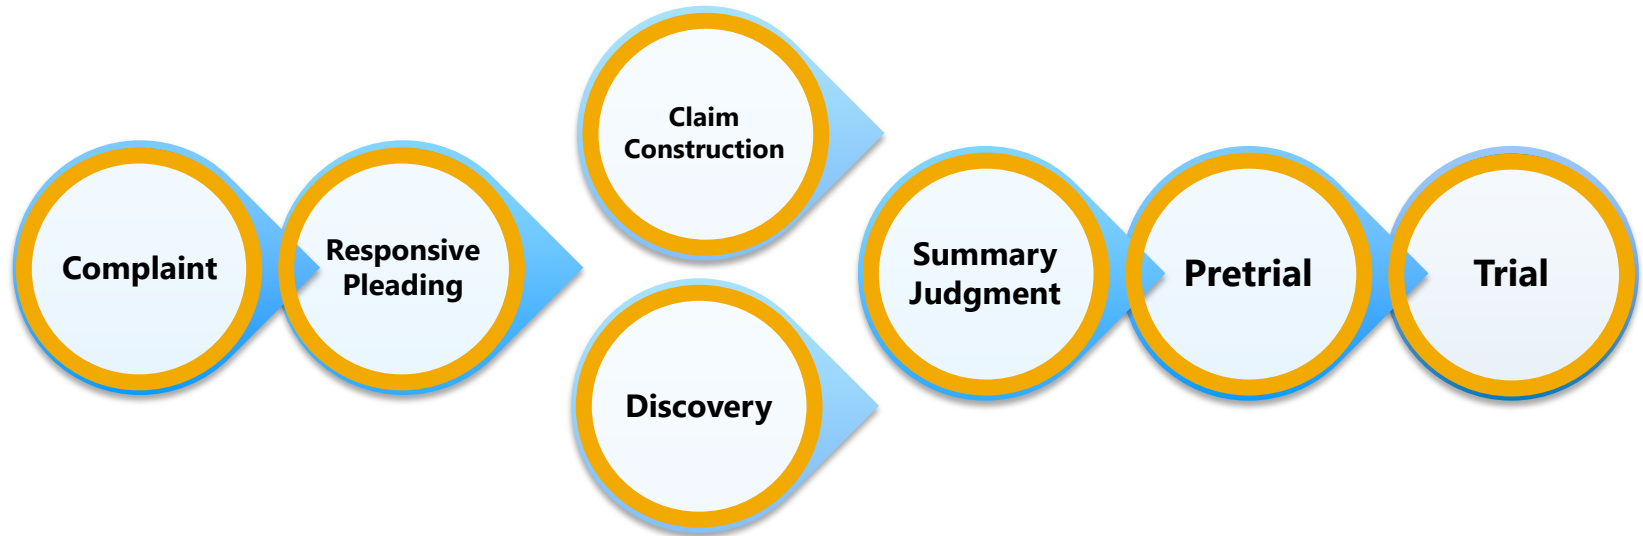 Complaint
Responsive
Pleading
Claim
Construction
Discovery
Summary
Judgment
Pretrial
Trial